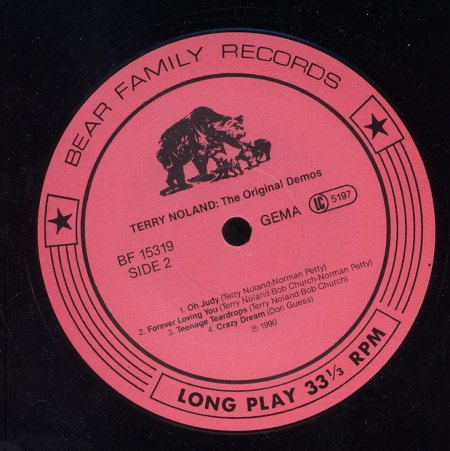 BEAR FAMILY RECORDS
TERRY NOLAND: The Original Demos
BF 15319
SIDE 2
GEMA
LC 5197
1. Oh Judy (Terry Noland-Norman Petty)
2. Forever Loving You (Terry Noland-Bob Church-Norman Petty)
3. Teenage Teardrops (Terry Noland-Bob Church)
4. Crazy Dream (Don Guess)
℗ 1990
LONG PLAY 33 1/3 RPM